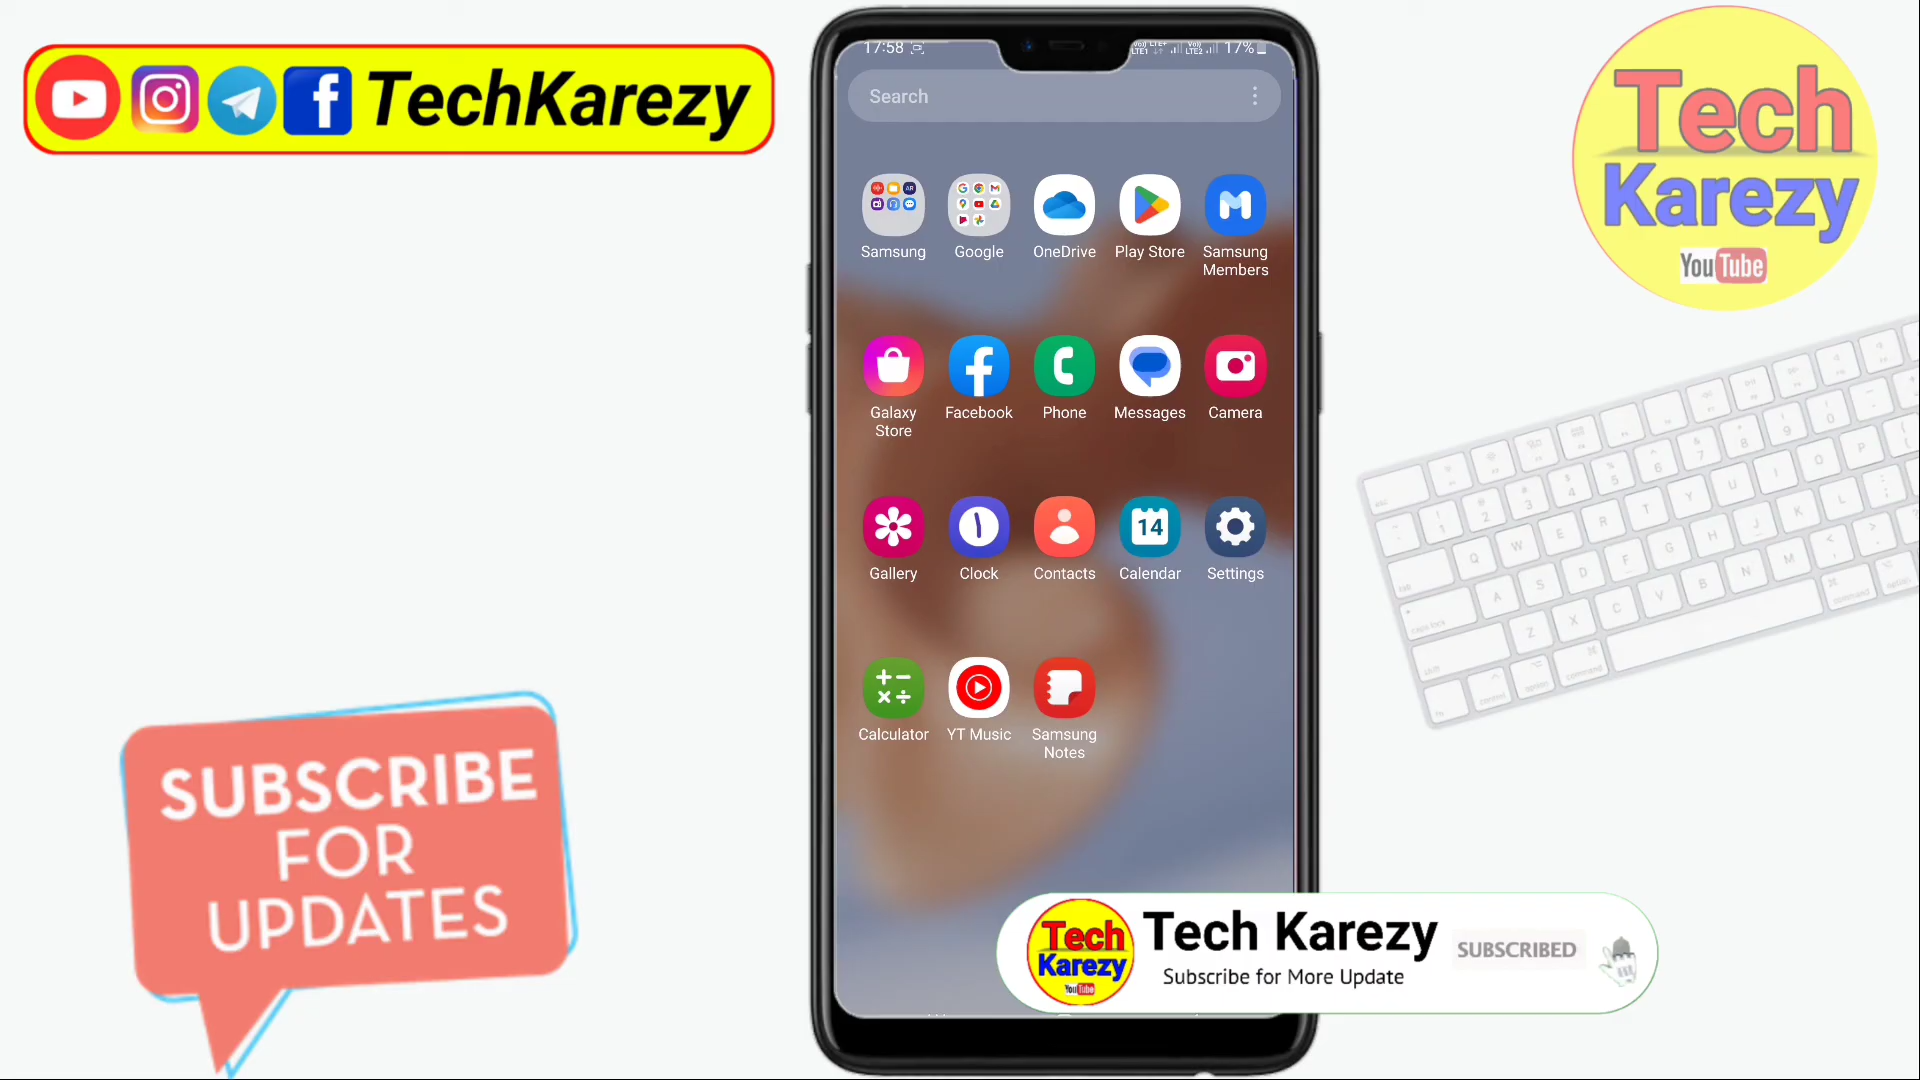 TechKarezy
Tech
Karezy
YouTube
17:58
17%
Search
Samsung
Google
OneDrive
Play Store
Samsung
Members
Galaxy
Store
Facebook
Phone
Messages
Camera
14
Gallery
Clock
Contacts
Calendar
Settings
Calculator
YT Music
Samsung
Notes
SUBSCRIBE
FOR
UPDATES
Tech
Karezy
YouTube
Tech Karezy
Subscribe for More Update
SUBSCRIBED